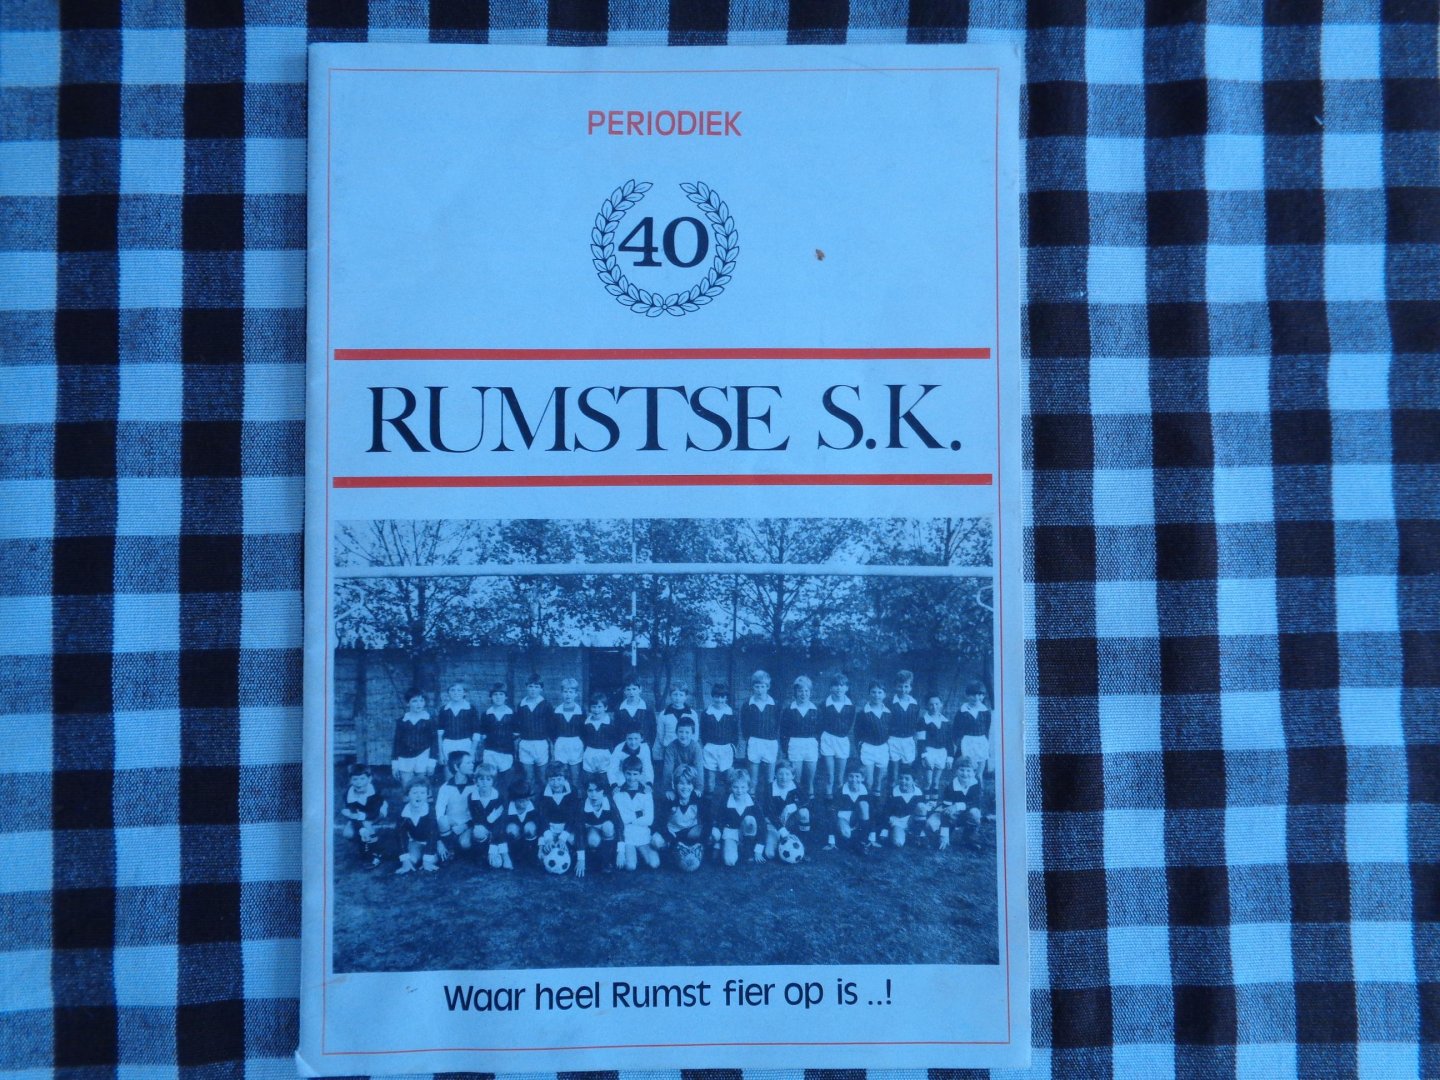 PERIODIEK
40
RUMSTSE S.K.
Waar heel Rumst fier op is ..!